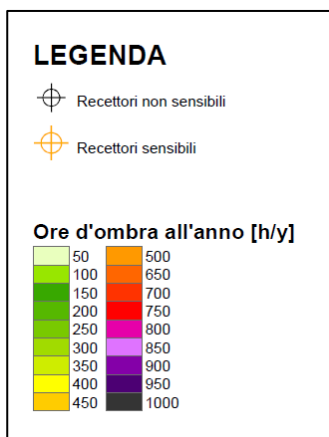 LEGENDA
Recettori non sensibili
Recettori sensibili
Ore d'ombra all'anno [h/y]
50 500
100 650
150 700
200 750
250 800
300 850
350 900
400 950
450 1000